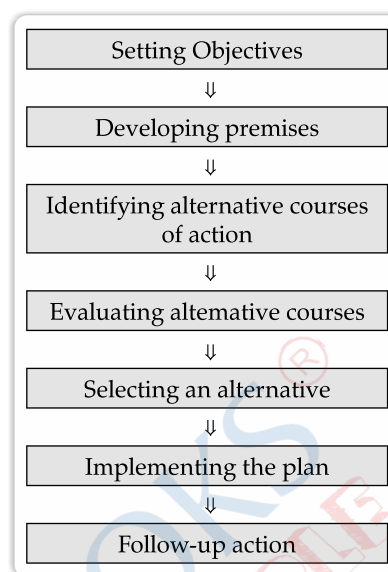 Setting Objectives
⇓
Developing premises
⇓
Identifying alternative courses
of action
⇓
Evaluating altemative courses
⇓
Selecting an alternative
⇓
Implementing the plan
⇓
Follow-up action
OKS
®